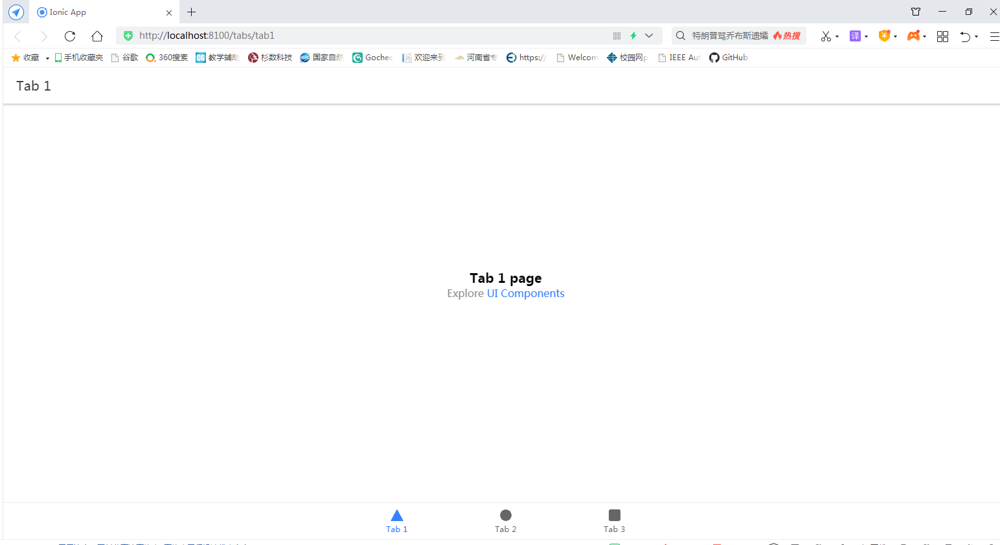 Ionic App
http://localhost:8100/tabs/tab1
特朗普骂乔布斯遗孀 热搜
译
收藏 手机收藏夹 谷歌 360搜索 教学辅助 杉数科技 国家自然 Gochec 欢迎来到 河南省专 https:// Welcom 校园网p IEEE Aut GitHub
Tab 1
Tab 1 page
Explore UI Components
Tab 1 Tab 2 Tab 3